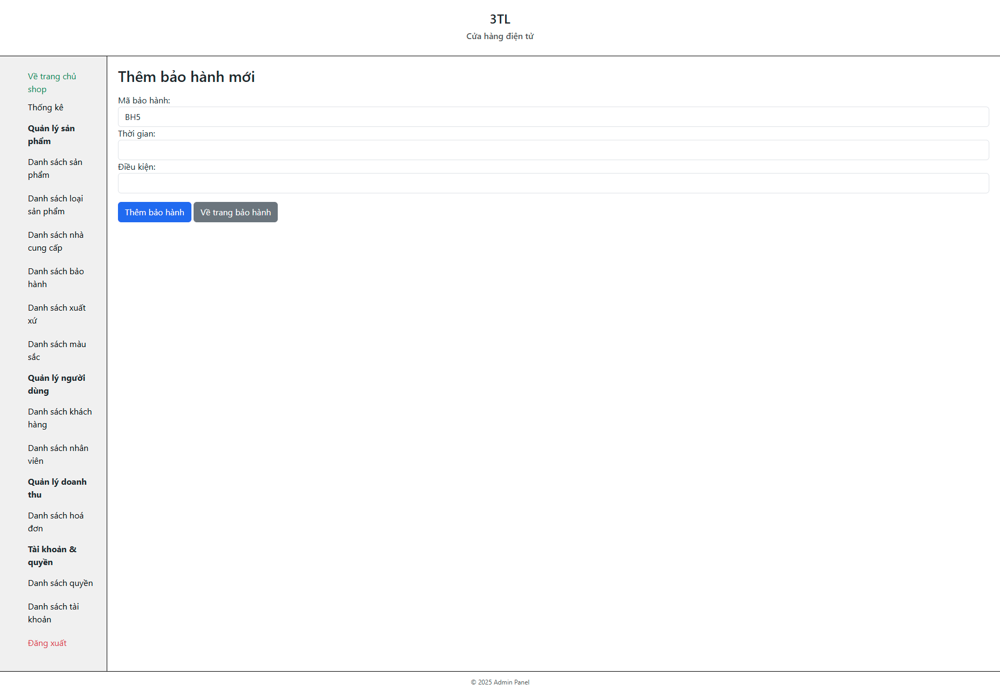 3TL
Cửa hàng điện tử
Về trang chủ
shop
Thống kê
Quản lý sản
phẩm
Danh sách sản
phẩm
Danh sách loại
sản phẩm
Danh sách nhà
cung cấp
Danh sách bảo
hành
Danh sách xuất
xứ
Danh sách màu
sắc
Quản lý người
dùng
Danh sách khách
hàng
Danh sách nhân
viên
Quản lý doanh
thu
Danh sách hoá
đơn
Tài khoản &
quyền
Danh sách quyền
Danh sách tài
khoản
Đăng xuất
Thêm bảo hành mới
Mã bảo hành:
BH5
Thời gian:
Điều kiện:
Thêm bảo hành Về trang bảo hành
© 2025 Admin Panel